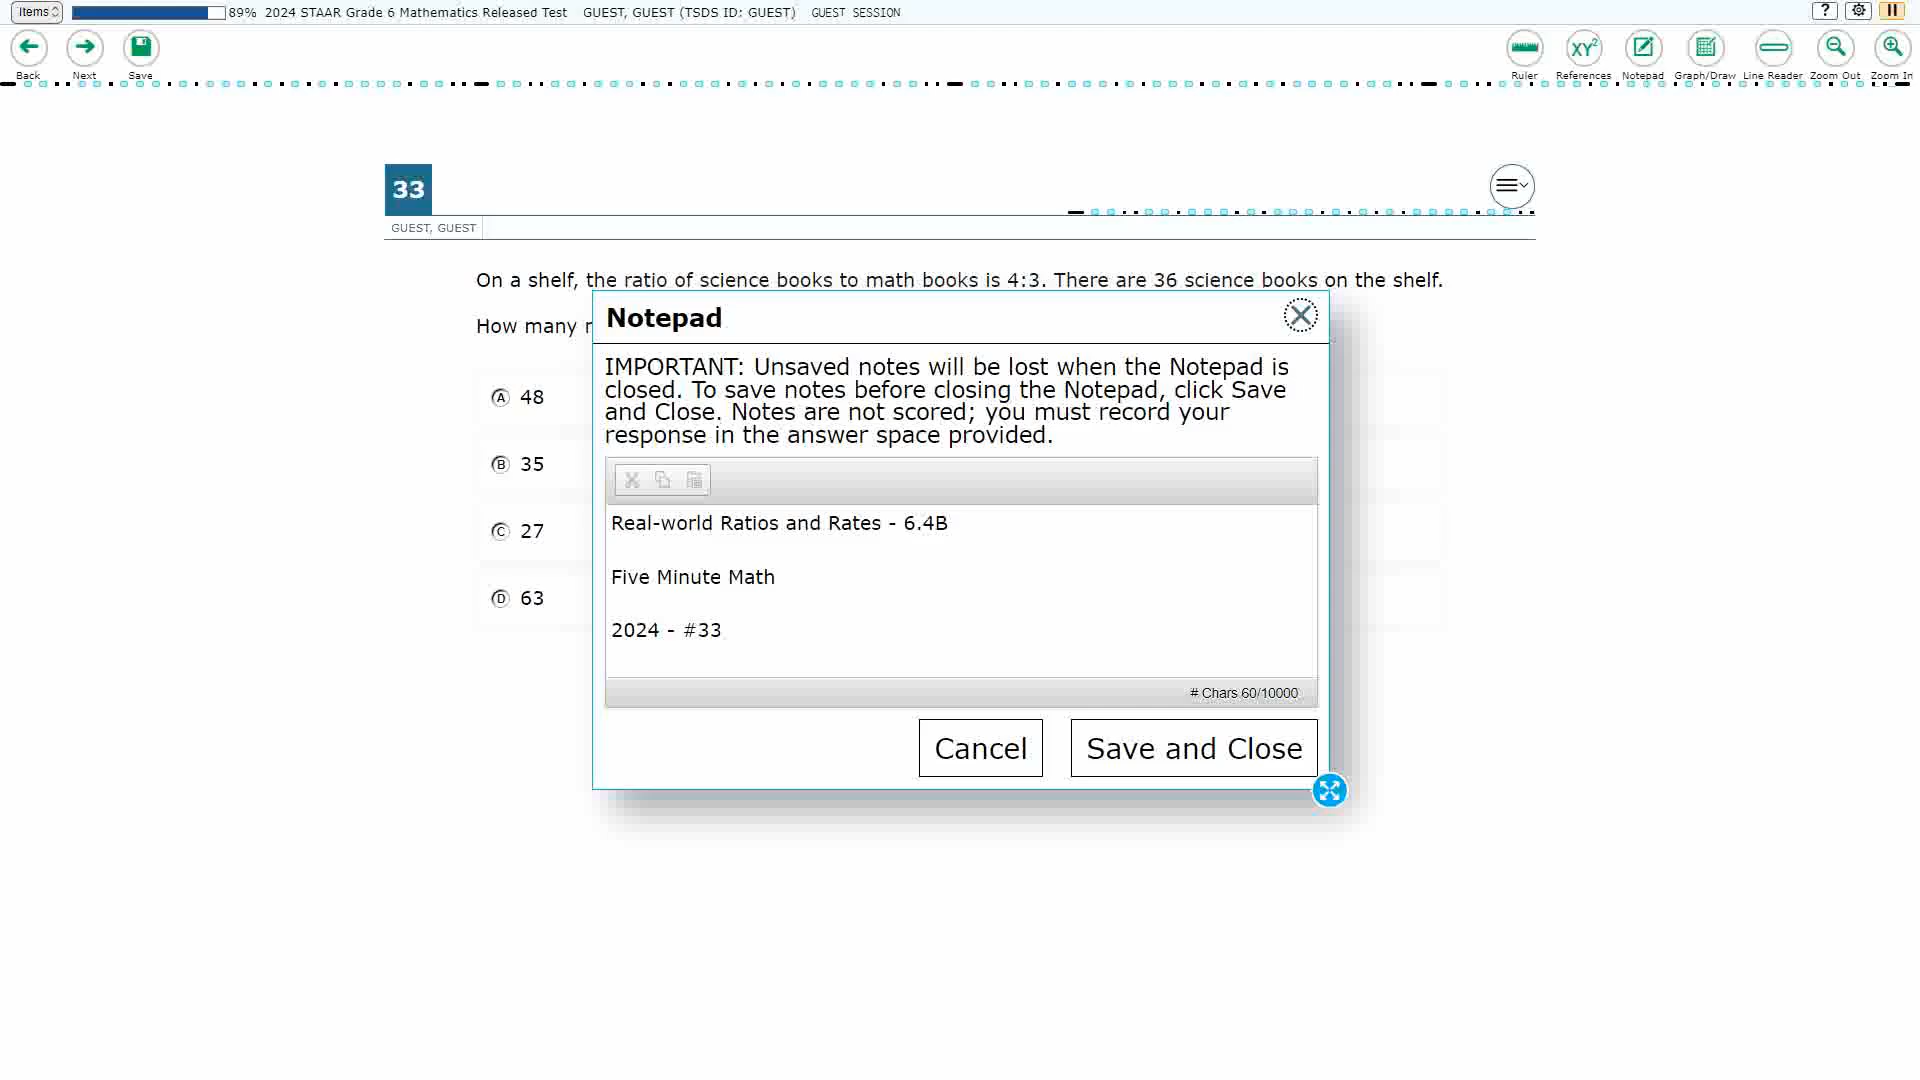 Items 89% 2024 STAAR Grade 6 Mathematics Released Test GUEST, GUEST (TSDS ID: GUEST) GUEST SESSION ?
Back Next Save XY² Ruler References Notepad Graph/Draw Line Reader Zoom Out Zoom In
33
GUEST, GUEST
On a shelf, the ratio of science books to math books is 4:3. There are 36 science books on the shelf.
How many
A 48
B 35
C 27
D 63
Notepad
IMPORTANT: Unsaved notes will be lost when the Notepad is
closed. To save notes before closing the Notepad, click Save
and Close. Notes are not scored; you must record your
response in the answer space provided.
Real-world Ratios and Rates - 6.4B
Five Minute Math
2024 - #33
# Chars 60/10000
Cancel Save and Close